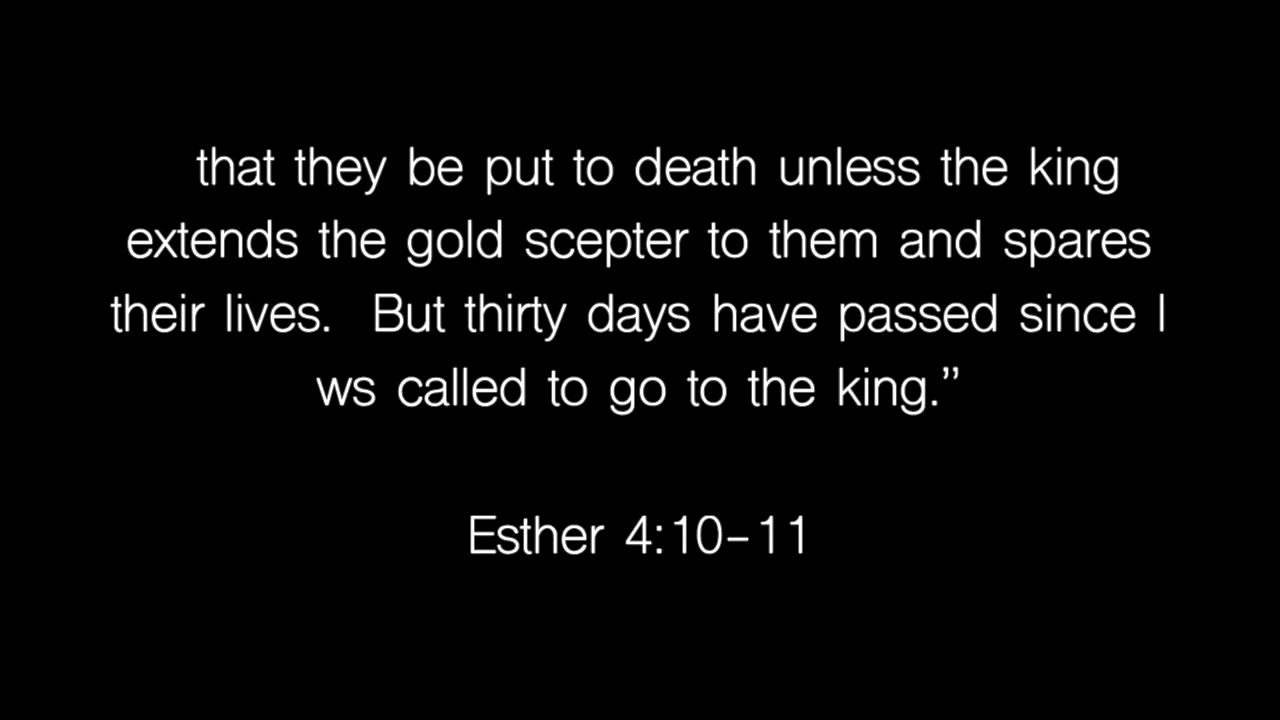 that they be put to death unless the king
extends the gold scepter to them and spares
their lives.  But thirty days have passed since I
ws called to go to the king.”
Esther 4:10–11